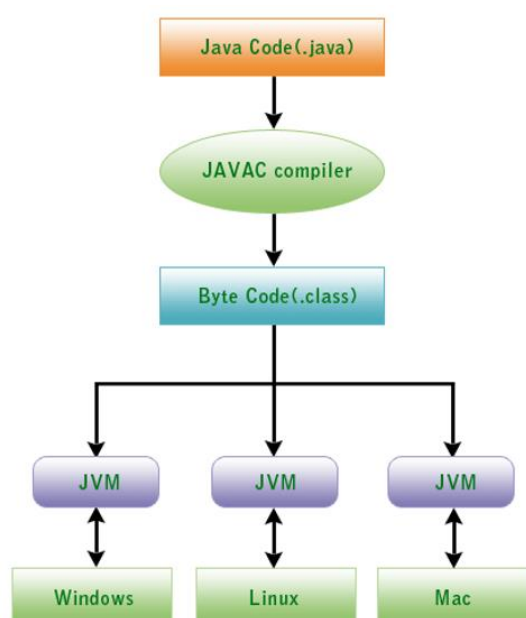 Java Code(.java)
JAVAC compiler
Byte Code(.class)
JVM
JVM
JVM
Windows
Linux
Mac